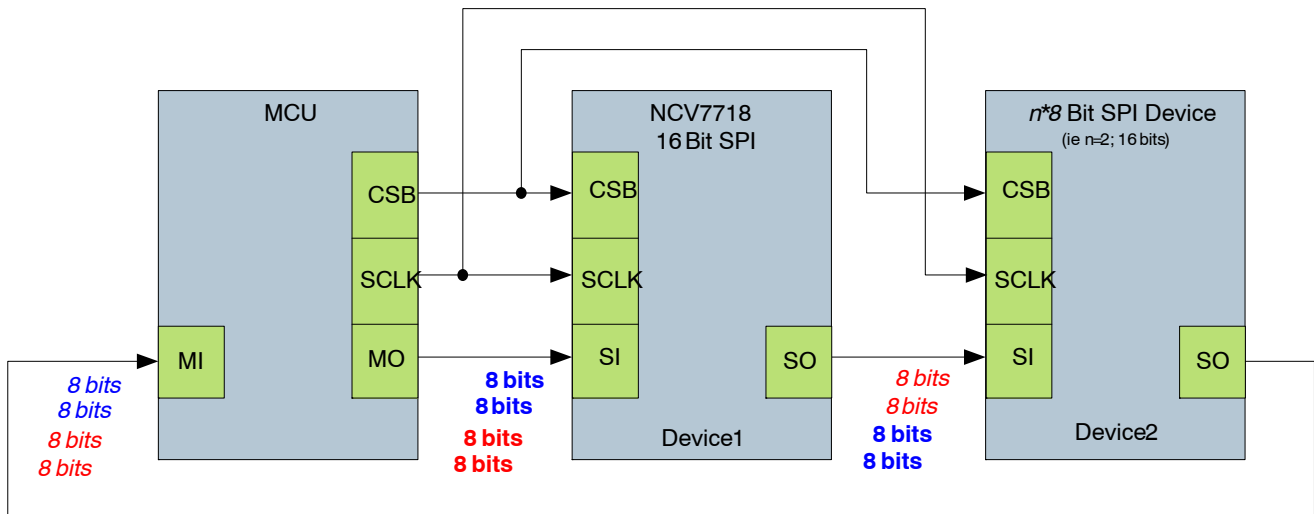 MCU
CSB
SCLK
MO
MI
8 bits
8 bits
8 bits
8 bits
8 bits
8 bits
8 bits
8 bits
NCV7718
16 Bit SPI
CSB
SCLK
SI
SO
Device1
8 bits
8 bits
8 bits
8 bits
n*8 Bit SPI Device
(ie n=2; 16 bits)
CSB
SCLK
SI
SO
Device2